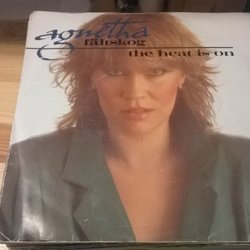 agnetha
fältskog
the heat is on